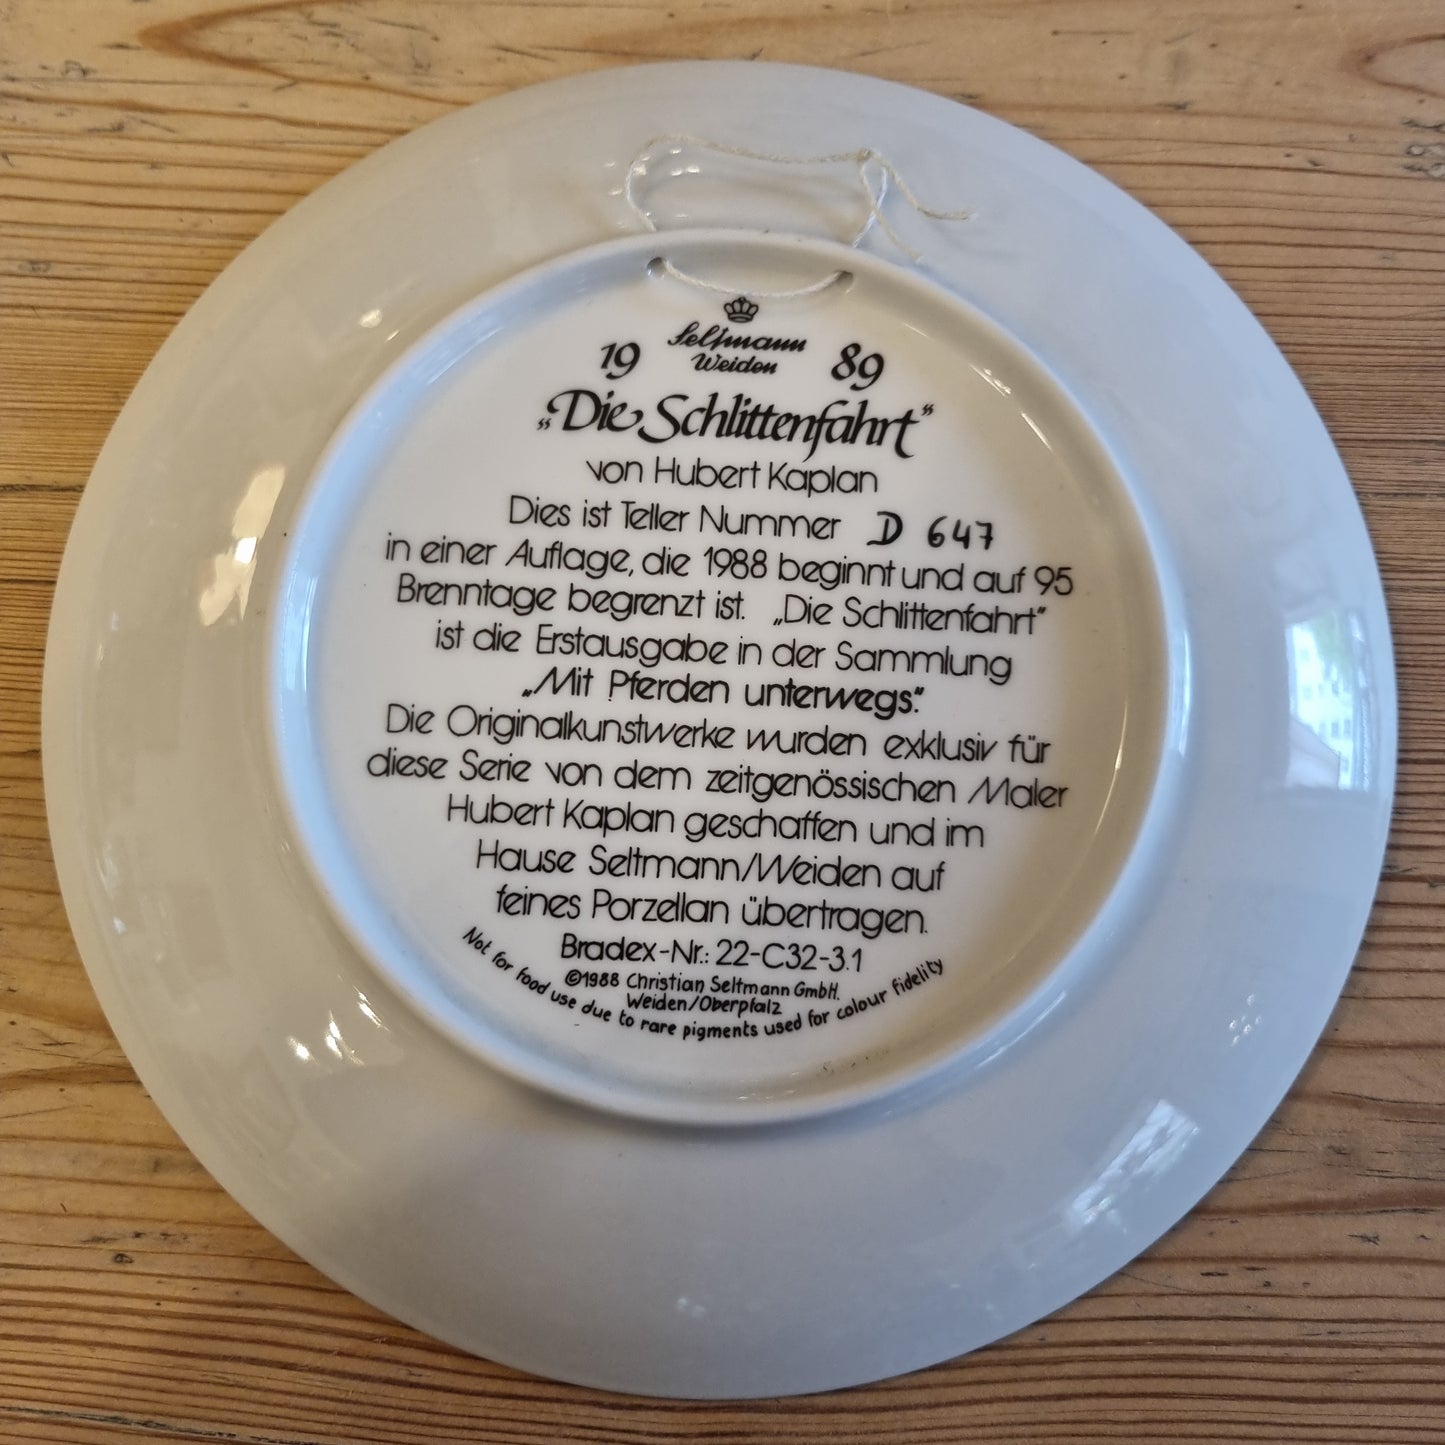 Seltmann
19 Weiden 89
„Die Schlittenfahrt“
von Hubert Kaplan
Dies ist Teller Nummer D 647
in einer Auflage, die 1988 beginnt und auf 95
Brenntage begrenzt ist. „Die Schlittenfahrt“
ist die Erstausgabe in der Sammlung
„Mit Pferden unterwegs“.
Die Originalkunstwerke wurden exklusiv für
diese Serie von dem zeitgenössischen Maler
Hubert Kaplan geschaffen und im
Hause Seltmann/Weiden auf
feines Porzellan übertragen.
Bradex-Nr.: 22-C32-3.1
©1988 Christian Seltmann GmbH.
Weiden/Oberpfalz
Not for food use due to rare pigments used for colour fidelity